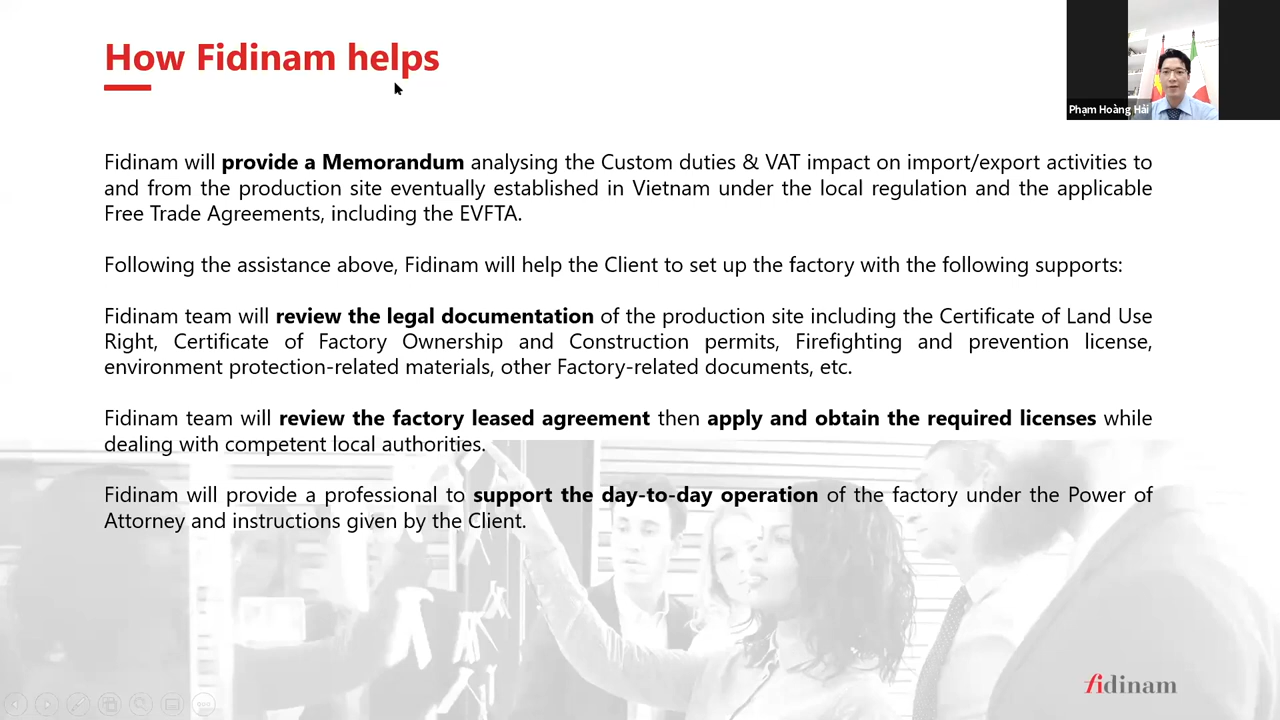 How Fidinam helps
Phạm Hoàng Hải
Fidinam will provide a Memorandum analysing the Custom duties & VAT impact on import/export activities to
and from the production site eventually established in Vietnam under the local regulation and the applicable
Free Trade Agreements, including the EVFTA.
Following the assistance above, Fidinam will help the Client to set up the factory with the following supports:
Fidinam team will review the legal documentation of the production site including the Certificate of Land Use
Right, Certificate of Factory Ownership and Construction permits, Firefighting and prevention license,
environment protection-related materials, other Factory-related documents, etc.
Fidinam team will review the factory leased agreement then apply and obtain the required licenses while
dealing with competent local authorities.
Fidinam will provide a professional to support the day-to-day operation of the factory under the Power of
Attorney and instructions given by the Client.
fidinam